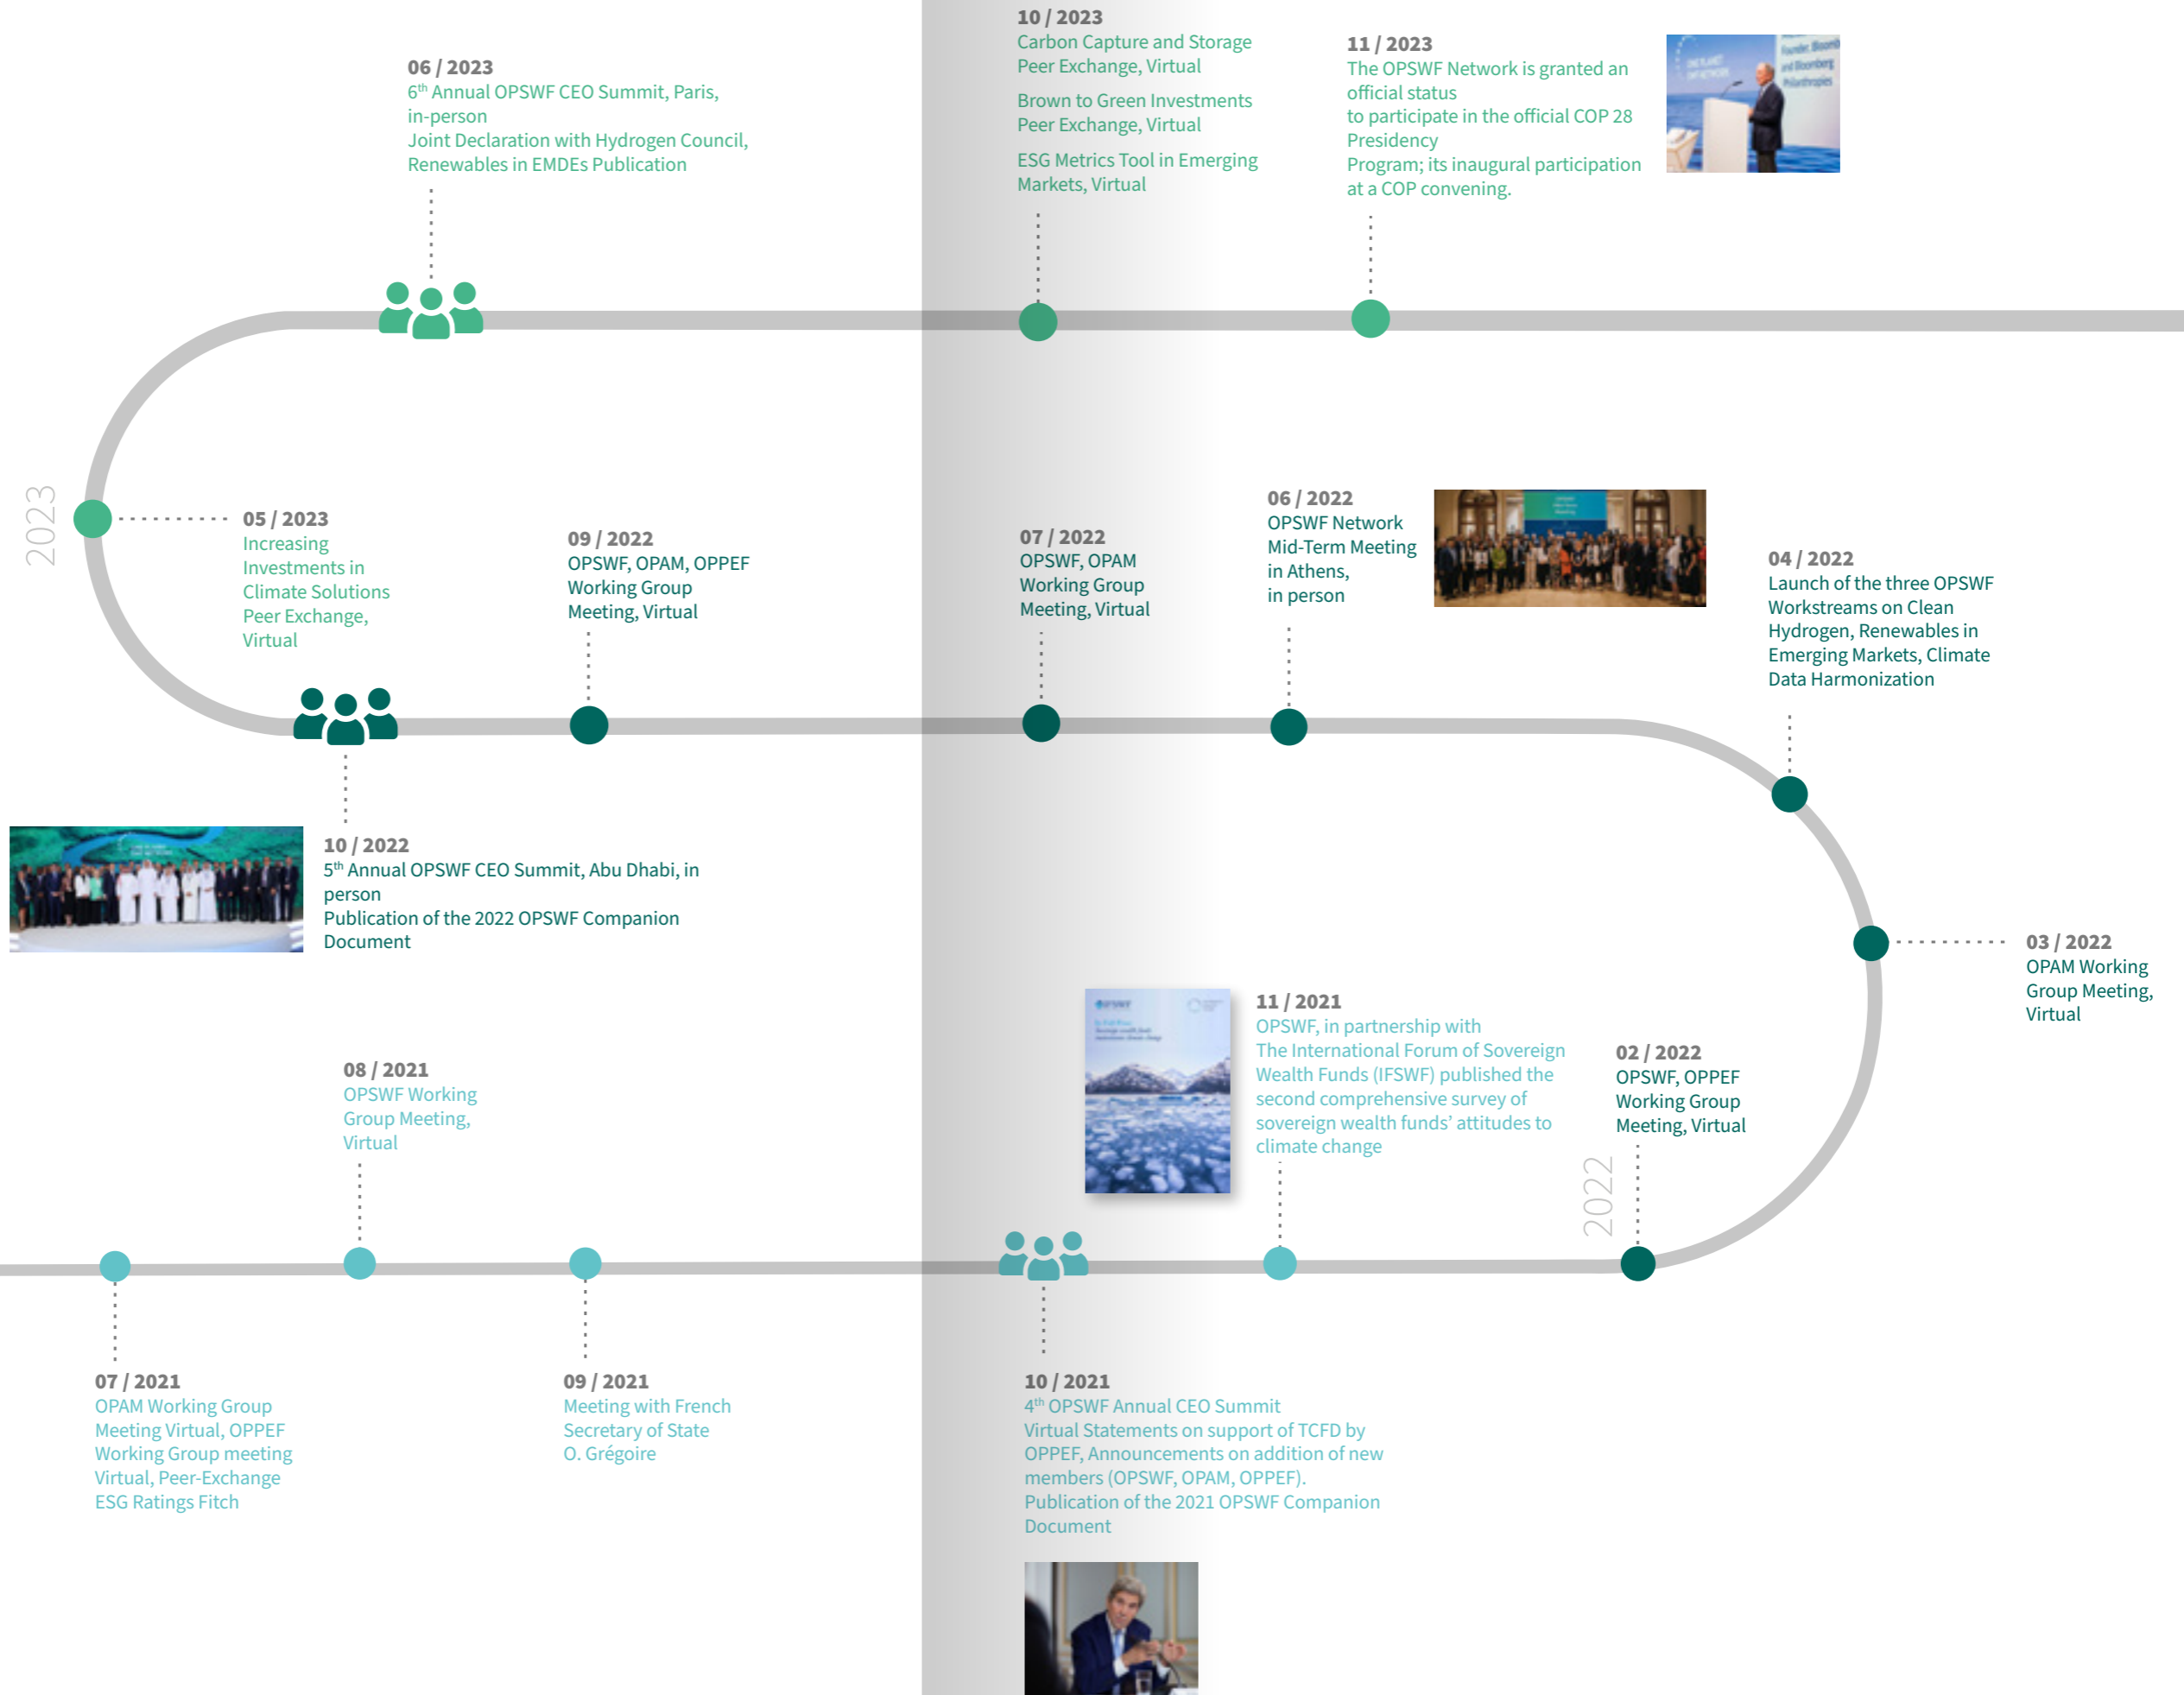 10 / 2023
Carbon Capture and Storage
Peer Exchange, Virtual
Brown to Green Investments
Peer Exchange, Virtual
ESG Metrics Tool in Emerging
Markets, Virtual
11 / 2023
The OPSWF Network is granted an
official status
to participate in the official COP 28
Presidency
Program; its inaugural participation
at a COP convening.
Founder, Bloomb
and Bloomberg
Philanthropies
06 / 2023
6th Annual OPSWF CEO Summit, Paris,
in-person
Joint Declaration with Hydrogen Council,
Renewables in EMDEs Publication
2023
05 / 2023
Increasing
Investments in
Climate Solutions
Peer Exchange,
Virtual
09 / 2022
OPSWF, OPAM, OPPEF
Working Group
Meeting, Virtual
07 / 2022
OPSWF, OPAM
Working Group
Meeting, Virtual
06 / 2022
OPSWF Network
Mid-Term Meeting
in Athens,
in person
04 / 2022
Launch of the three OPSWF
Workstreams on Clean
Hydrogen, Renewables in
Emerging Markets, Climate
Data Harmonization
10 / 2022
5th Annual OPSWF CEO Summit, Abu Dhabi, in
person
Publication of the 2022 OPSWF Companion
Document
03 / 2022
OPAM Working
Group Meeting,
Virtual
11 / 2021
OPSWF, in partnership with
The International Forum of Sovereign
Wealth Funds (IFSWF) published the
second comprehensive survey of
sovereign wealth funds’ attitudes to
climate change
02 / 2022
OPSWF, OPPEF
Working Group
Meeting, Virtual
2022
08 / 2021
OPSWF Working
Group Meeting,
Virtual
07 / 2021
OPAM Working Group
Meeting Virtual, OPPEF
Working Group meeting
Virtual, Peer-Exchange
ESG Ratings Fitch
09 / 2021
Meeting with French
Secretary of State
O. Grégoire
10 / 2021
4th OPSWF Annual CEO Summit
Virtual Statements on support of TCFD by
OPPEF, Announcements on addition of new
members (OPSWF, OPAM, OPPEF).
Publication of the 2021 OPSWF Companion
Document